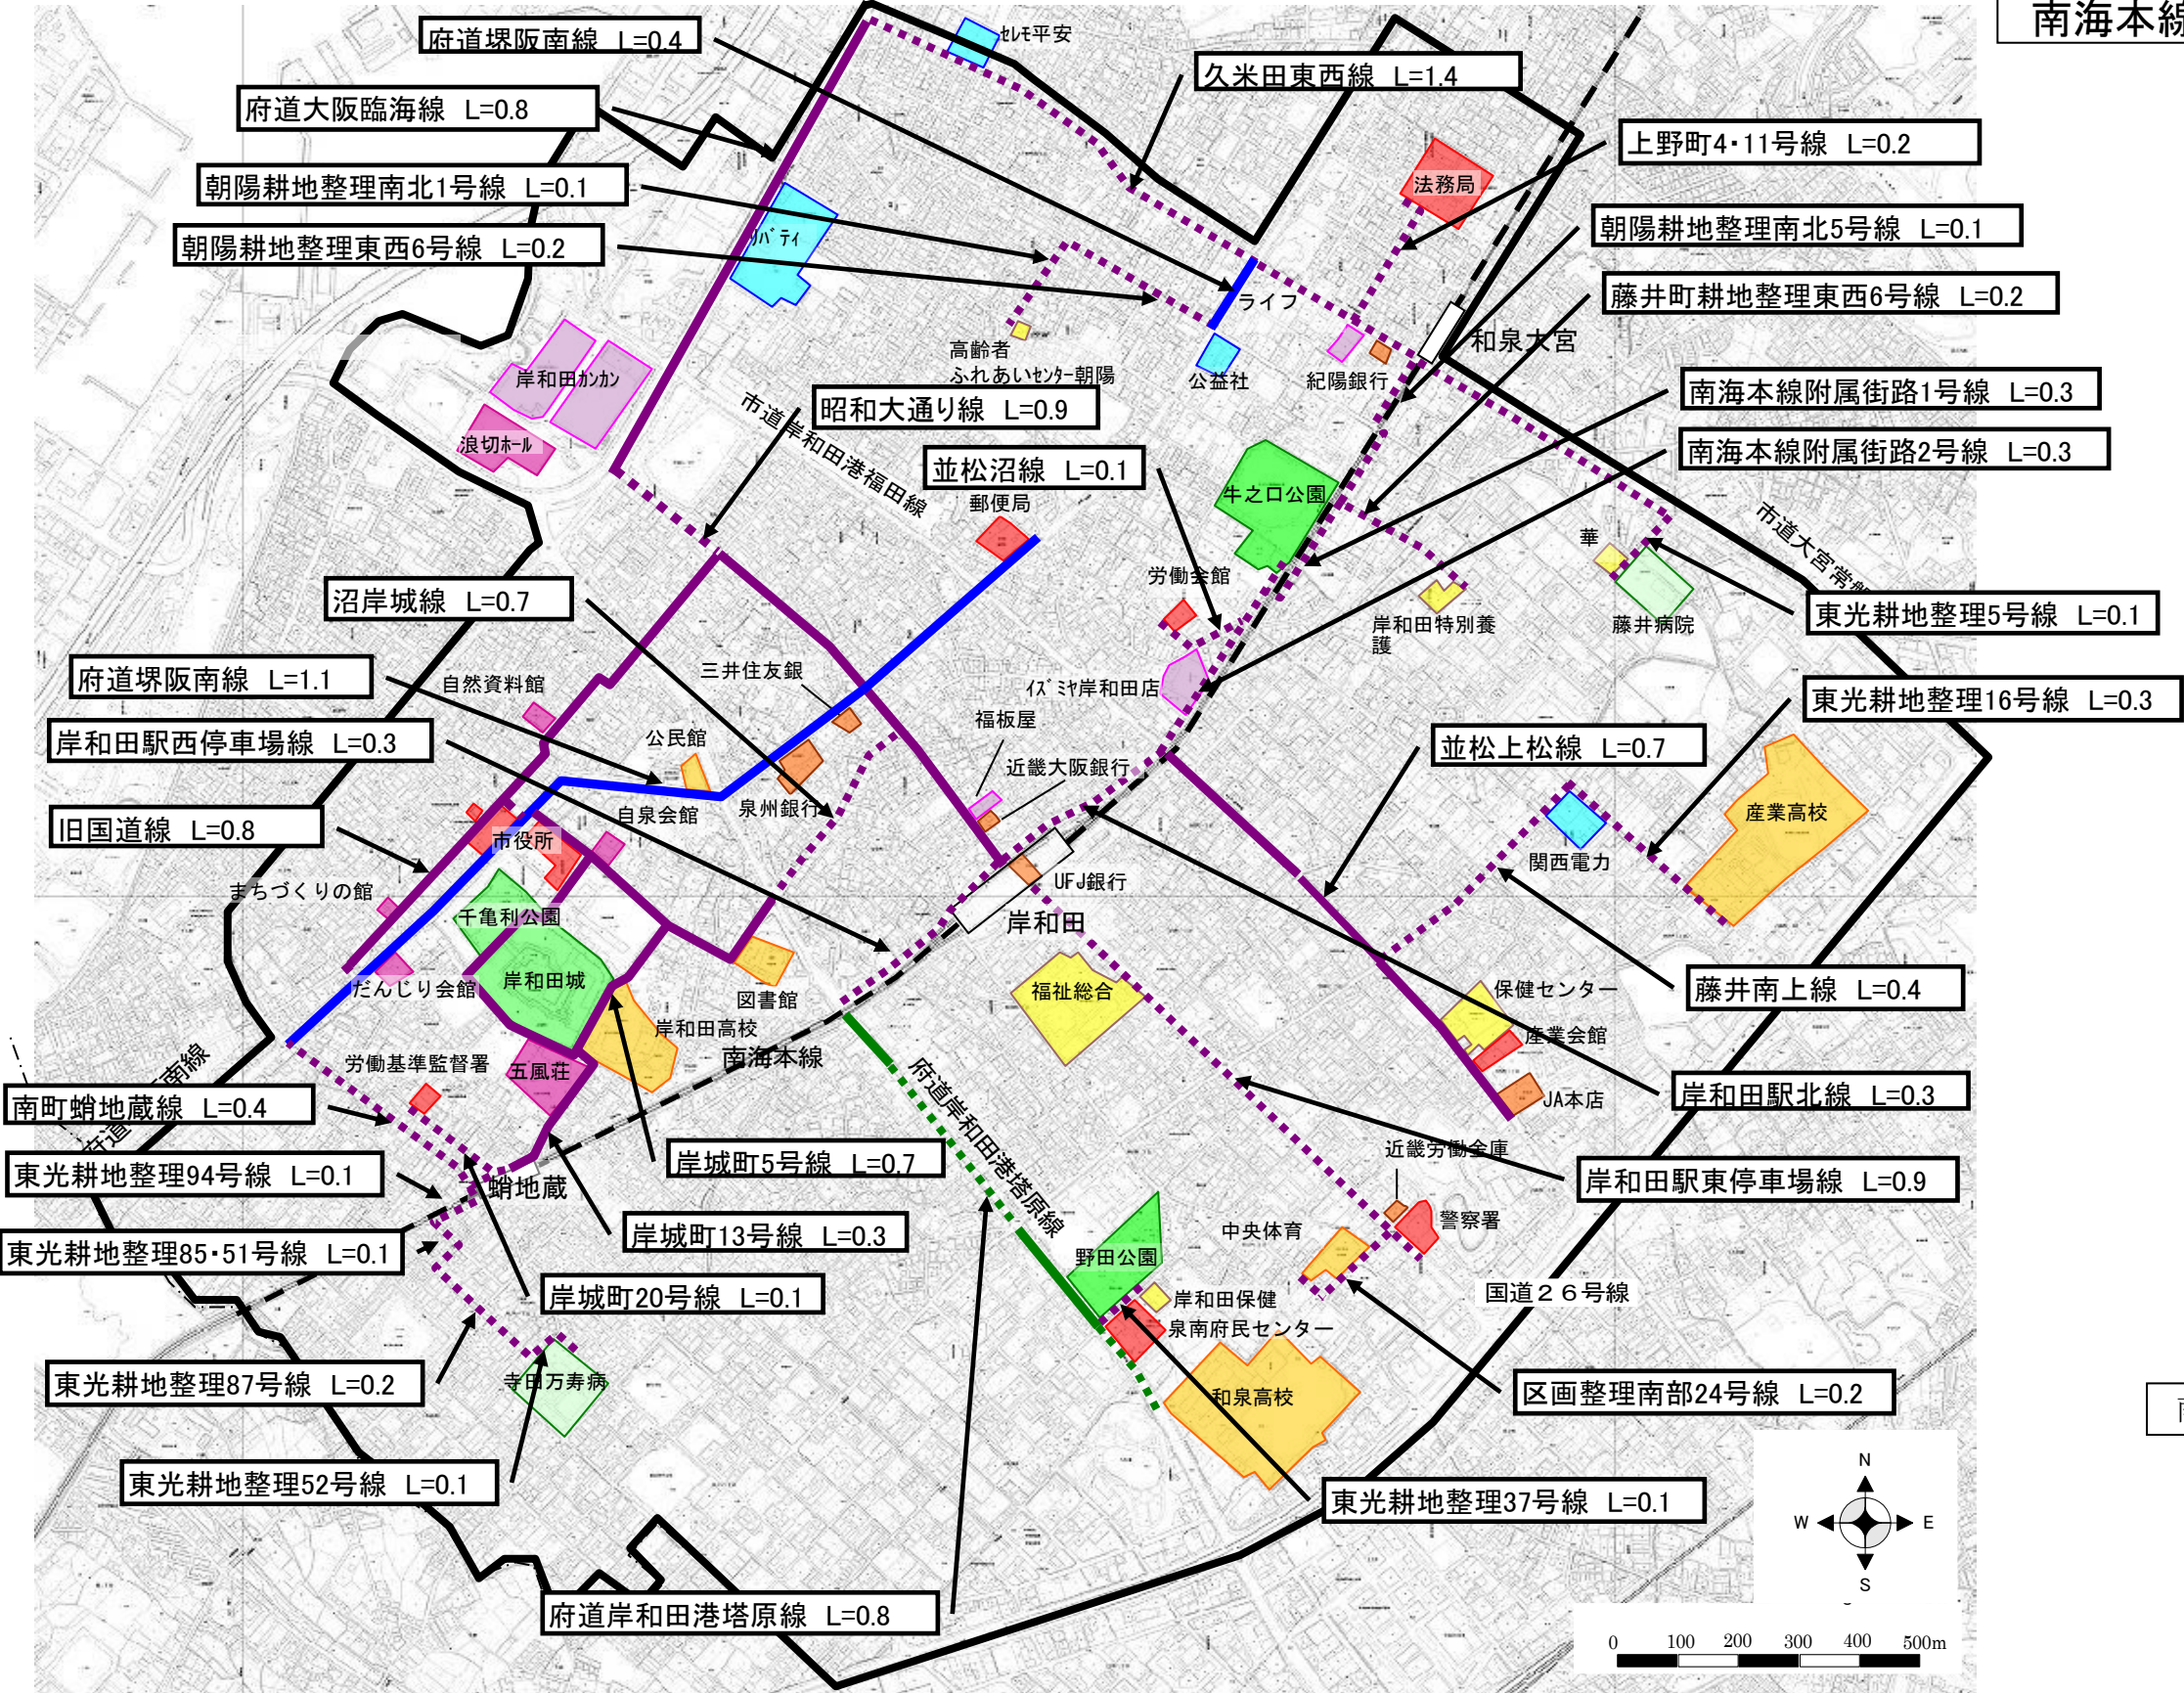 南海本線
府道堺阪南線 L=0.4
セレモ平安
久米田東西線 L=1.4
府道大阪臨海線 L=0.8
上野町4・11号線 L=0.2
法務局
朝陽耕地整理南北1号線 L=0.1
朝陽耕地整理南北5号線 L=0.1
朝陽耕地整理東西6号線 L=0.2
リバティ
藤井町耕地整理東西6号線 L=0.2
ライフ
和泉大宮
高齢者
ふれあいセンター朝陽
公益社
紀陽銀行
岸和田カンカン
南海本線附属街路1号線 L=0.3
昭和大通り線 L=0.9
市道岸和田港福田線
浪切ホール
南海本線附属街路2号線 L=0.3
並松沼線 L=0.1
郵便局
牛之口公園
市道大宮常
華
労働会館
沼岸城線 L=0.7
岸和田特別養
護
藤井病院
東光耕地整理5号線 L=0.1
府道堺阪南線 L=1.1
自然資料館
三井住友銀
イズミヤ岸和田店
東光耕地整理16号線 L=0.3
岸和田駅西停車場線 L=0.3
公民館
福板屋
並松上松線 L=0.7
近畿大阪銀行
自泉会館
泉州銀行
産業高校
旧国道線 L=0.8
市役所
関西電力
UFJ銀行
まちづくりの館
千亀利公園
岸和田
岸和田城
だんじり会館
図書館
福祉総合
保健センター
藤井南上線 L=0.4
岸和田高校
産業会館
南海本線
労働基準監督署
五風荘
府道岸和田港塔原線
JA本店
岸和田駅北線 L=0.3
南線
府道
南町蛸地蔵線 L=0.4
岸城町5号線 L=0.7
近畿労働金庫
東光耕地整理94号線 L=0.1
蛸地蔵
岸和田駅東停車場線 L=0.9
岸城町13号線 L=0.3
中央体育
警察署
東光耕地整理85・51号線 L=0.1
野田公園
岸城町20号線 L=0.1
岸和田保健
国道２６号線
泉南府民センター
東光耕地整理87号線 L=0.2
寺田万寿病
和泉高校
区画整理南部24号線 L=0.2
東光耕地整理52号線 L=0.1
東光耕地整理37号線 L=0.1
N
W E
S
府道岸和田港塔原線 L=0.8
0 100 200 300 400 500m